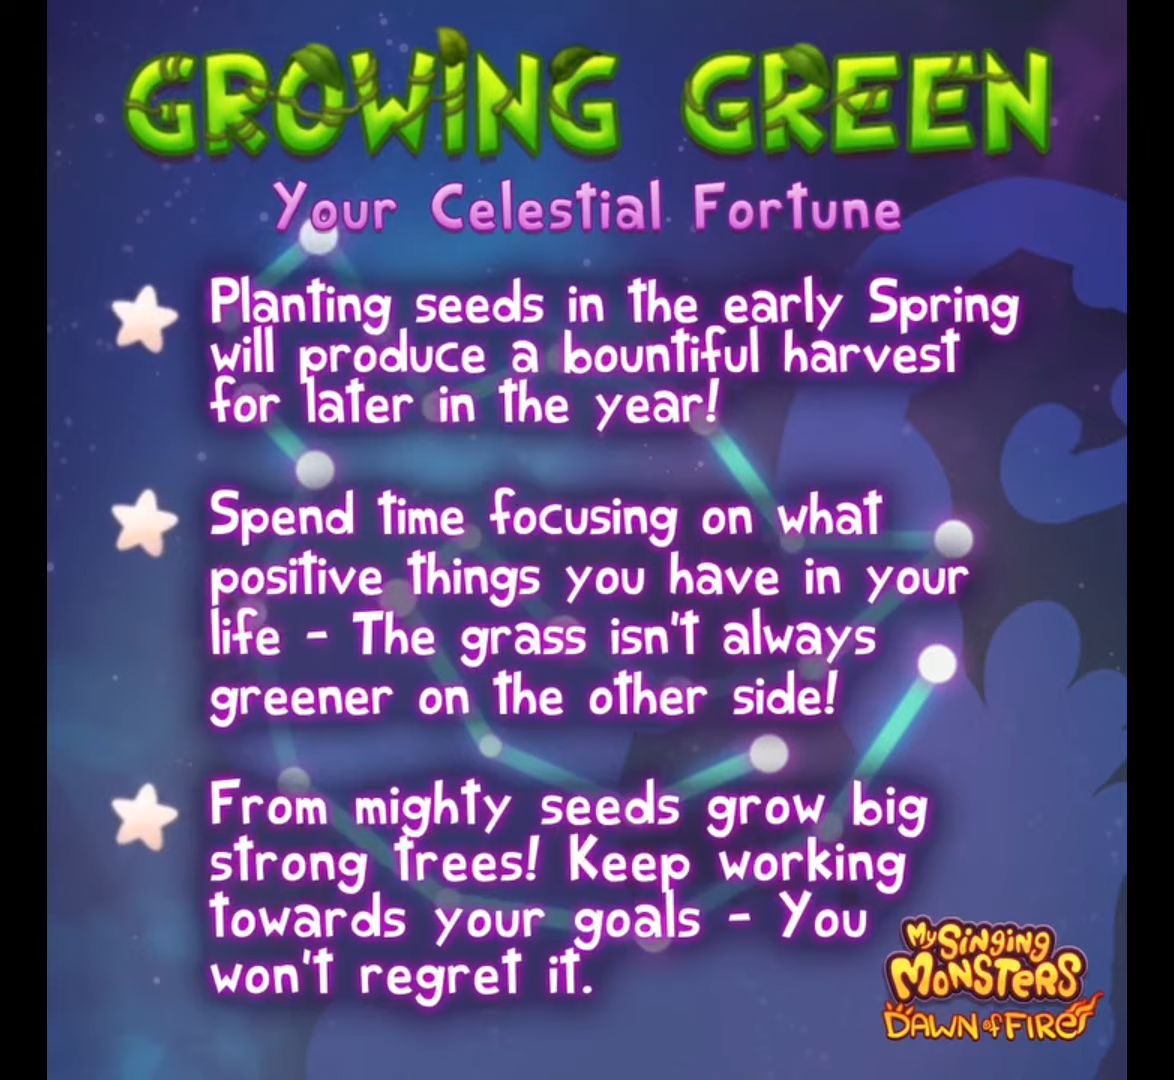 GROWING GREEN
Your Celestial Fortune
Planting seeds in the early Spring
will produce a bountiful harvest
for later in the year!
Spend time focusing on what
positive things you have in your
life - The grass isn't always
greener on the other side!
From mighty seeds grow big
strong trees! Keep working
towards your goals - You
won't regret it.
My Singing
MONSTERS
DAWN of FIRE